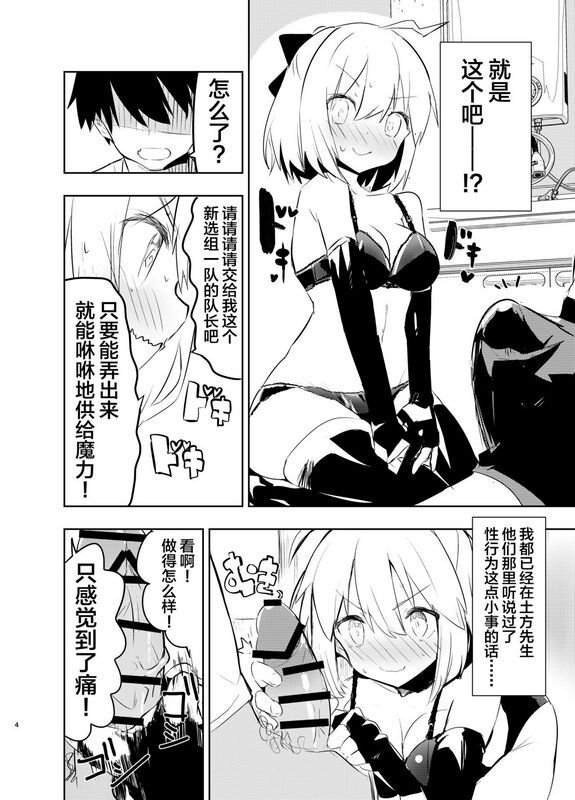 就是
这个吧
——!?
怎么了？
请请请请交给我这个
新选组一队的队长吧
只要能弄出来
就能咻咻地供给魔力！
ドキ
ドキ
我都已经在土方先生
他们那里听说过了
性行为这点小事的话……
むき
看啊！
做得怎么样！
只感觉到了痛！
4